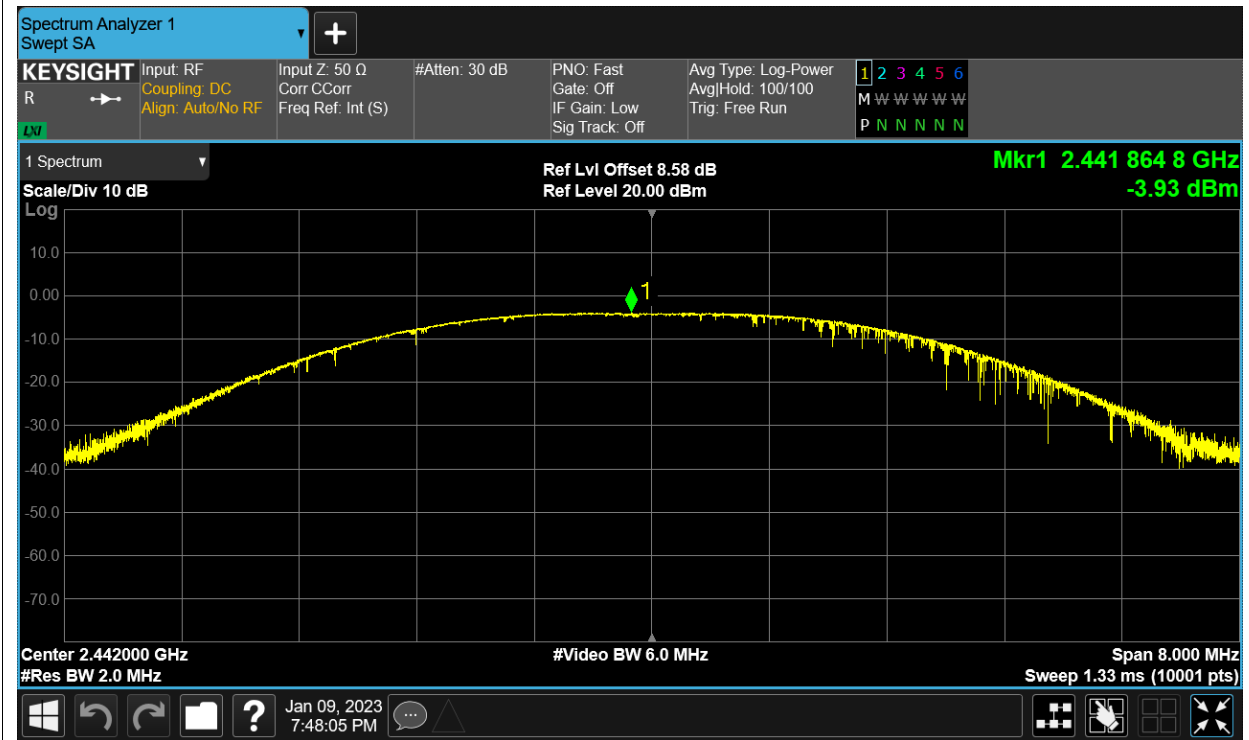 Spectrum Analyzer 1
Swept SA
KEYSIGHT
R
LXI
Input: RF
Coupling: DC
Align: Auto/No RF
Input Z: 50 Ω
Corr CCorr
Freq Ref: Int (S)
#Atten: 30 dB
PNO: Fast
Gate: Off
IF Gain: Low
Sig Track: Off
Avg Type: Log-Power
Avg|Hold: 100/100
Trig: Free Run
1 2 3 4 5 6
M W W W W W
P N N N N N
1 Spectrum
Scale/Div 10 dB
Log
Ref Lvl Offset 8.58 dB
Ref Level 20.00 dBm
Mkr1 2.441 864 8 GHz
-3.93 dBm
10.0
0.00
1
-10.0
-20.0
-30.0
-40.0
-50.0
-60.0
-70.0
Center 2.442000 GHz
#Video BW 6.0 MHz
Span 8.000 MHz
#Res BW 2.0 MHz
Sweep 1.33 ms (10001 pts)
?
Jan 09, 2023
7:48:05 PM